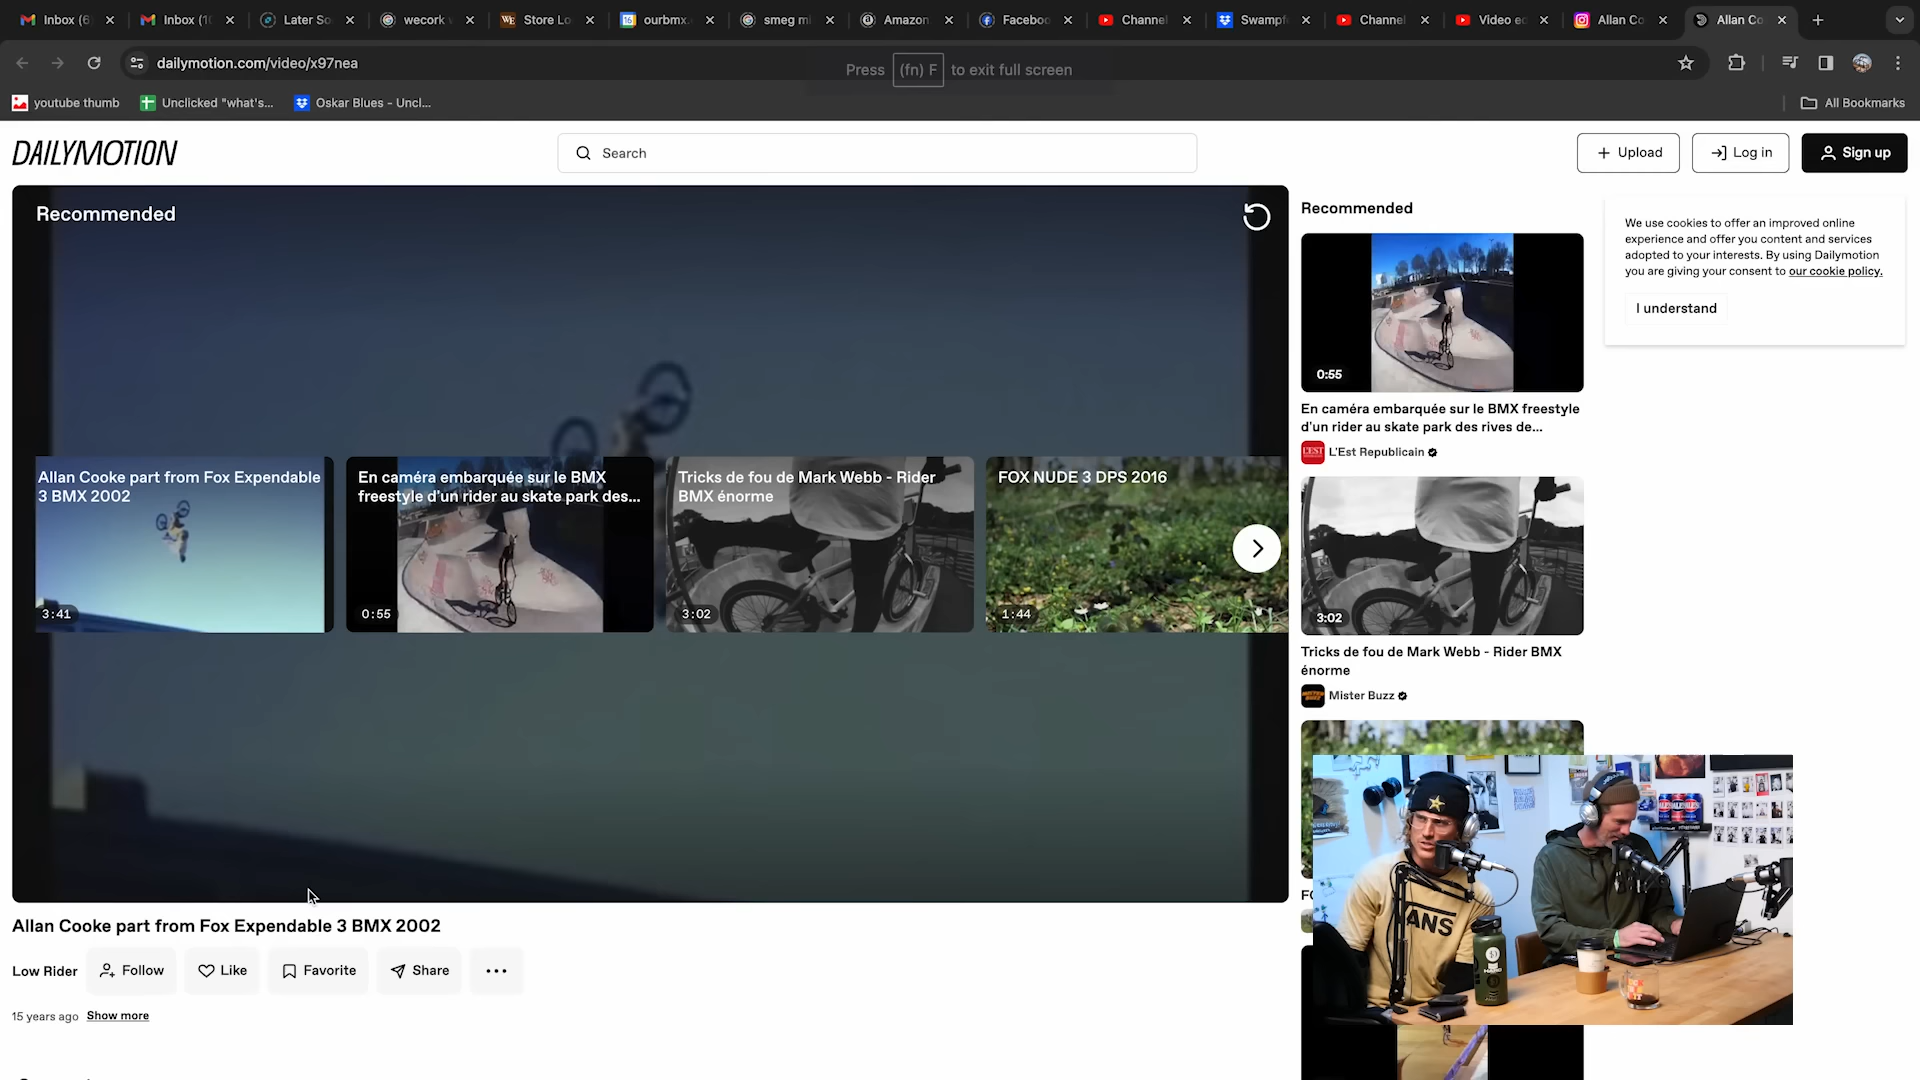 Inbox (6
Inbox (1
Later So
wecork
Store Lo
ourbmx.
smeg mi
Amazon
Faceboo
Channel
Swampf
Channel
Video e
Allan Co
Allan Co
dailymotion.com/video/x97nea
Press (fn) F to exit full screen
youtube thumb
Unclicked "what's...
Oskar Blues - Uncl...
All Bookmarks
DAILYMOTION
Search
Upload
Log in
Sign up
Recommended
Allan Cooke part from Fox Expendable
3 BMX 2002
3:41
En caméra embarquée sur le BMX
freestyle d'un rider au skate park des...
0:55
Tricks de fou de Mark Webb - Rider
BMX énorme
3:02
FOX NUDE 3 DPS 2016
1:44
Allan Cooke part from Fox Expendable 3 BMX 2002
Low Rider
Follow
Like
Favorite
Share
15 years ago
Show more
Recommended
0:55
En caméra embarquée sur le BMX freestyle
d'un rider au skate park des rives de...
L'Est Republicain
3:02
Tricks de fou de Mark Webb - Rider BMX
énorme
Mister Buzz
We use cookies to offer an improved online
experience and offer you content and services
adopted to your interests. By using Dailymotion
you are giving your consent to our cookie policy.
I understand
VANS